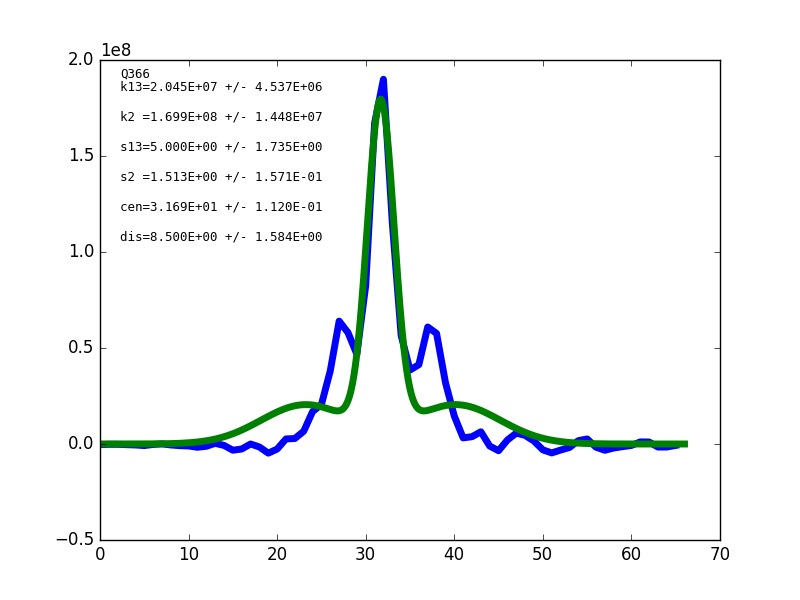 1e8
2.0
Q366
k13=2.045E+07 +/- 4.537E+06
k2 =1.699E+08 +/- 1.448E+07
1.5
s13=5.000E+00 +/- 1.735E+00
s2 =1.513E+00 +/- 1.571E-01
cen=3.169E+01 +/- 1.120E-01
dis=8.500E+00 +/- 1.584E+00
1.0
0.5
0.0
−0.5
0 10 20 30 40 50 60 70